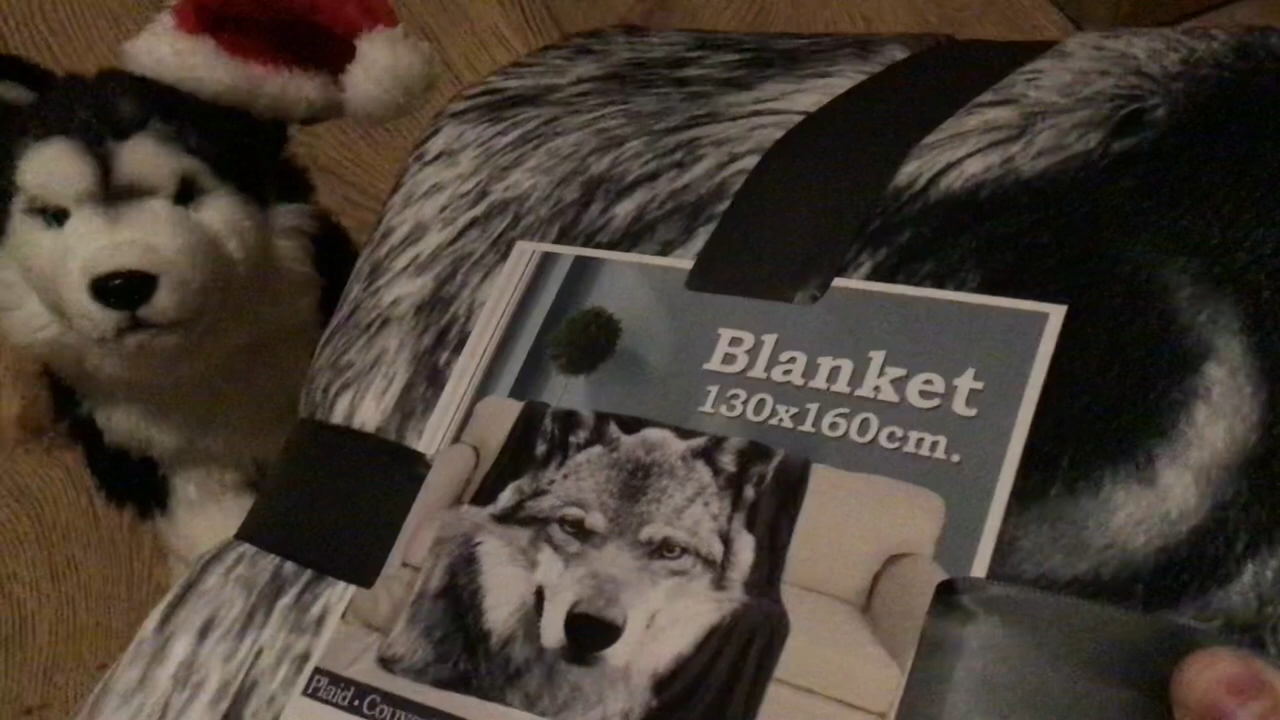 Blanket
130x160cm.
Plaid •